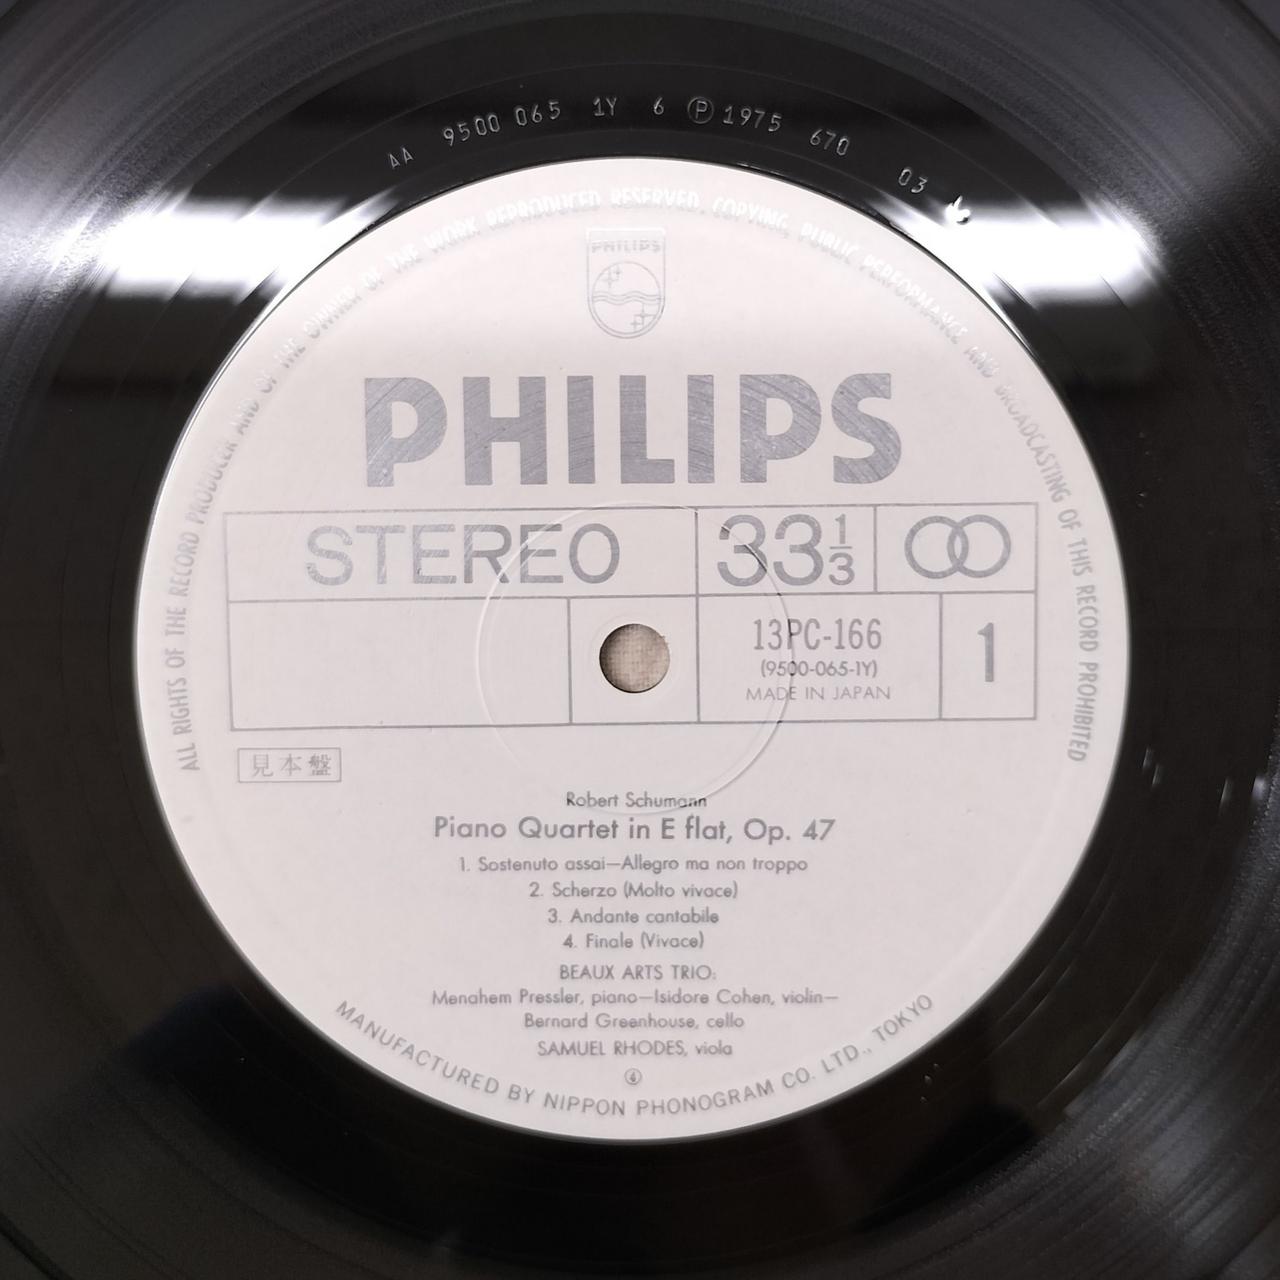 AA 9500 065 1Y 6 Ⓟ 1975 670 03
ALL RIGHTS OF THE RECORD PRODUCER AND OF THE OWNER OF THE WORK REPRODUCED RESERVED. COPYING, PUBLIC PERFORMANCE AND BROADCASTING OF THIS RECORD PROHIBITED
PHILIPS
PHILIPS
STEREO 33 1/3
13PC-166
(9500-065-1Y)
MADE IN JAPAN
1
見本盤
Robert Schumann
Piano Quartet in E flat, Op. 47
1. Sostenuto assai—Allegro ma non troppo
2. Scherzo (Molto vivace)
3. Andante cantabile
4. Finale (Vivace)
BEAUX ARTS TRIO:
Menahem Pressler, piano—Isidore Cohen, violin—
Bernard Greenhouse, cello
SAMUEL RHODES, viola
MANUFACTURED BY NIPPON PHONOGRAM CO. LTD., TOKYO